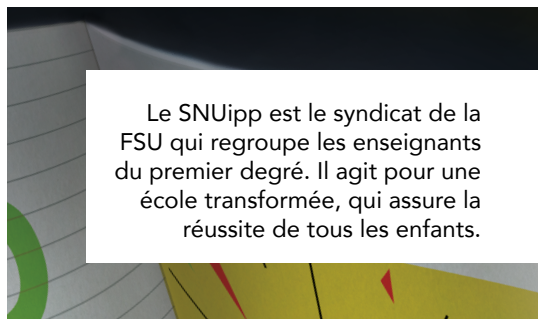 Le SNUipp est le syndicat de la
FSU qui regroupe les enseignants
du premier degré. Il agit pour une
école transformée, qui assure la
réussite de tous les enfants.